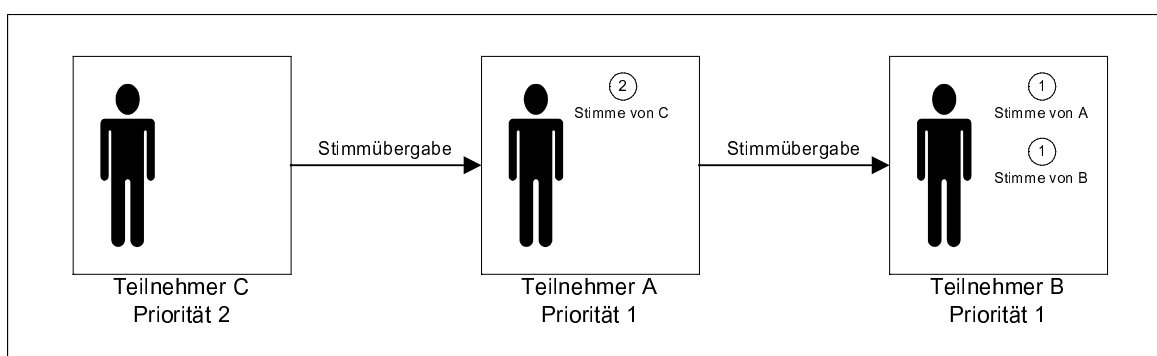 2
Stimme von C
1
Stimme von A
1
Stimme von B
Stimmübergabe
Stimmübergabe
Teilnehmer C
Priorität 2
Teilnehmer A
Priorität 1
Teilnehmer B
Priorität 1